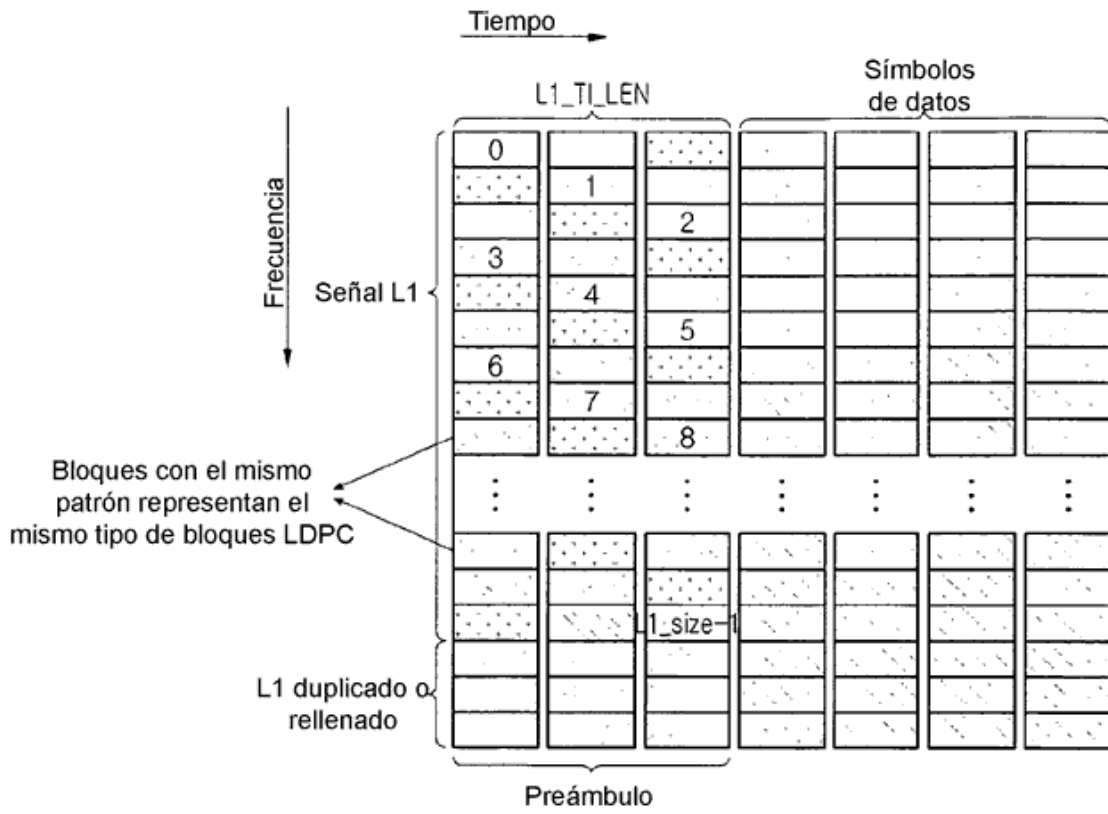 Tiempo
L1_TI_LEN
Símbolos
de datos
Frecuencia
Señal L1
0
1
2
3
4
5
6
7
8
Bloques con el mismo
patrón representan el
mismo tipo de bloques LDPC
L1_size-1
L1 duplicado o
rellenado
Preámbulo